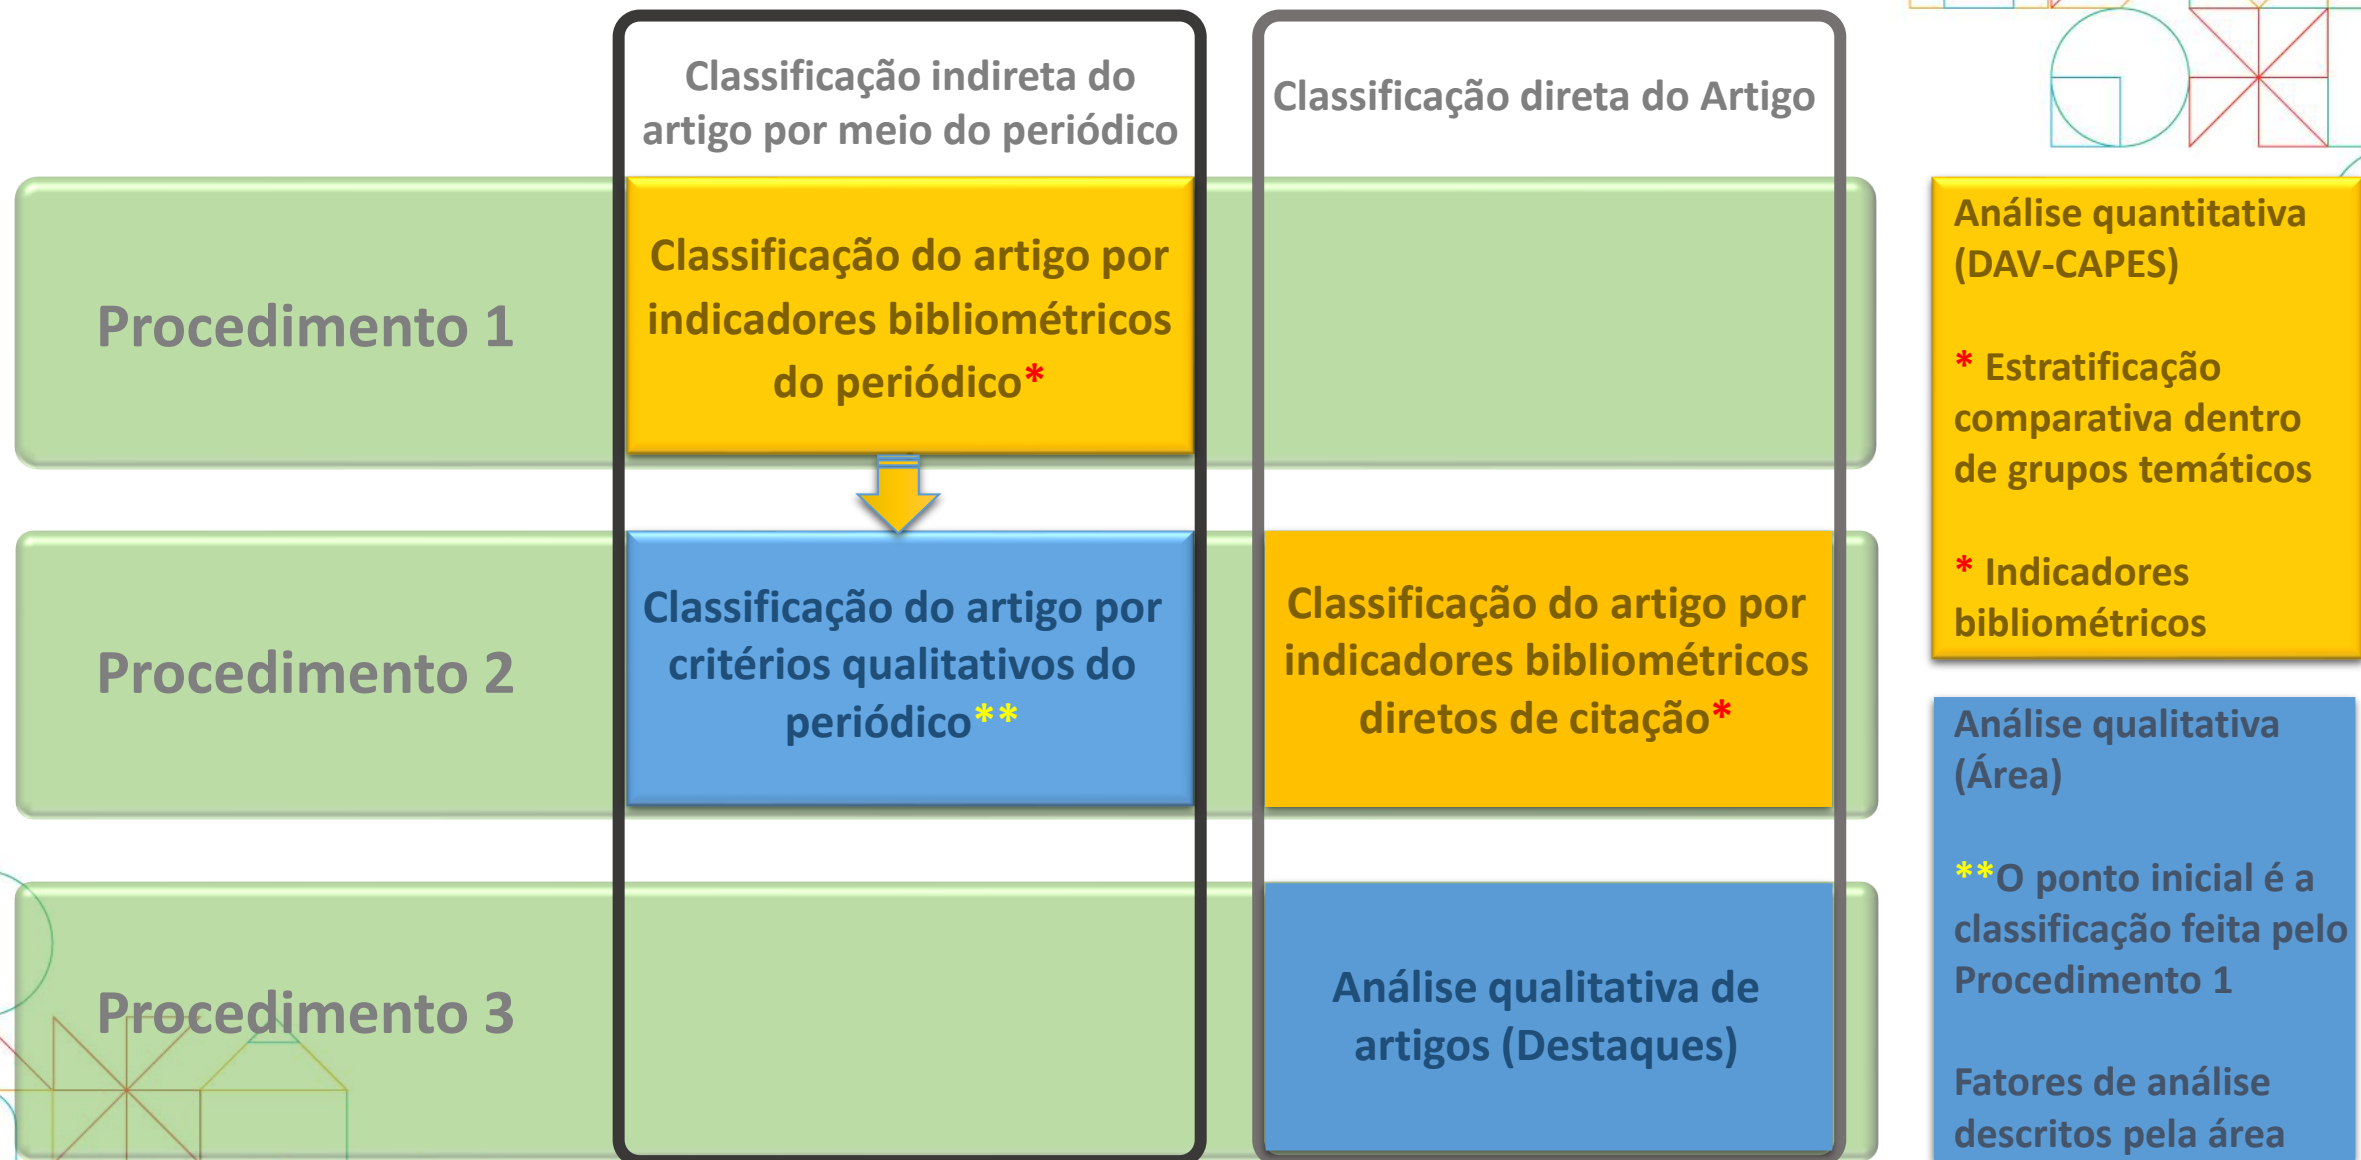 Classificação indireta do
artigo por meio do periódico
Classificação direta do Artigo
Procedimento 1
Classificação do artigo por
indicadores bibliométricos
do periódico*
Procedimento 2
Classificação do artigo por
critérios qualitativos do
periódico**
Classificação do artigo por
indicadores bibliométricos
diretos de citação*
Procedimento 3
Análise qualitativa de
artigos (Destaques)
Análise quantitativa
(DAV-CAPES)
* Estratificação
comparativa dentro
de grupos temáticos
* Indicadores
bibliométricos
Análise qualitativa
(Área)
**O ponto inicial é a
classificação feita pelo
Procedimento 1
Fatores de análise
descritos pela área